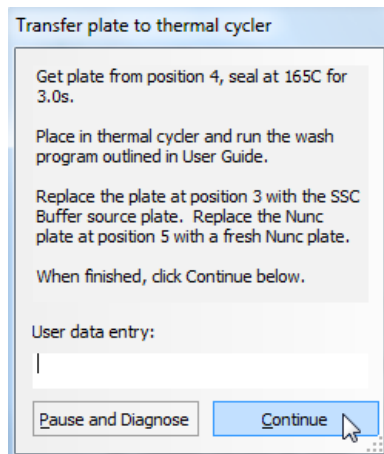 Transfer plate to thermal cycler
Get plate from position 4, seal at 165C for
3.0s.
Place in thermal cycler and run the wash
program outlined in User Guide.
Replace the plate at position 3 with the SSC
Buffer source plate.  Replace the Nunc
plate at position 5 with a fresh Nunc plate.
When finished, click Continue below.
User data entry:
Pause and Diagnose
Continue